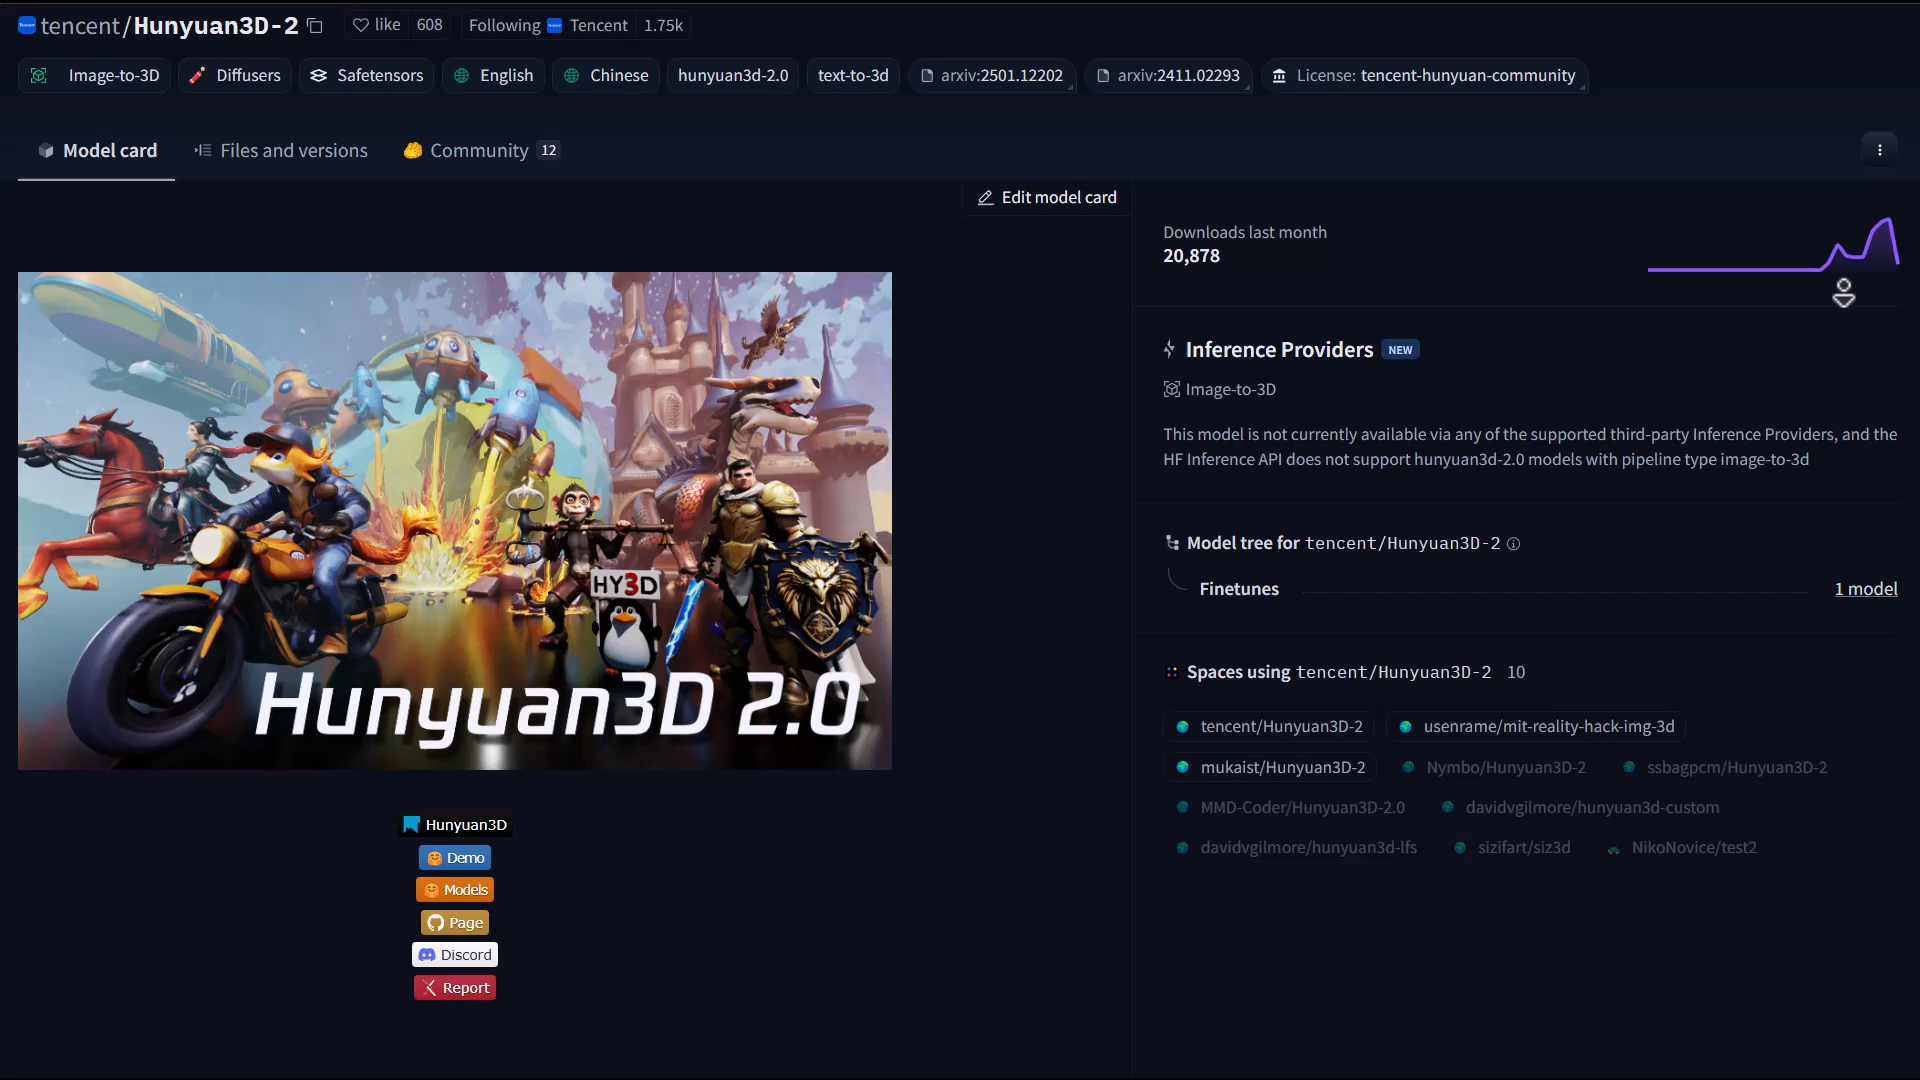 tencent/Hunyuan3D-2 like 608 Following Tencent 1.75k
Image-to-3D Diffusers Safetensors English Chinese hunyuan3d-2.0 text-to-3d arxiv:2501.12202 arxiv:2411.02293 License: tencent-hunyuan-community
Model card Files and versions Community 12
Edit model card
HY3D
Hunyuan3D 2.0
Hunyuan3D
Demo
Models
Page
Discord
Report
Downloads last month
20,878
Inference Providers NEW
Image-to-3D
This model is not currently available via any of the supported third-party Inference Providers, and the
HF Inference API does not support hunyuan3d-2.0 models with pipeline type image-to-3d
Model tree for tencent/Hunyuan3D-2
Finetunes 1 model
Spaces using tencent/Hunyuan3D-2 10
tencent/Hunyuan3D-2 usenrame/mit-reality-hack-img-3d
mukaist/Hunyuan3D-2 Nymbo/Hunyuan3D-2 ssbagpcm/Hunyuan3D-2
MMD-Coder/Hunyuan3D-2.0 davidvgilmore/hunyuan3d-custom
davidvgilmore/hunyuan3d-lfs sizifart/siz3d NikoNovice/test2